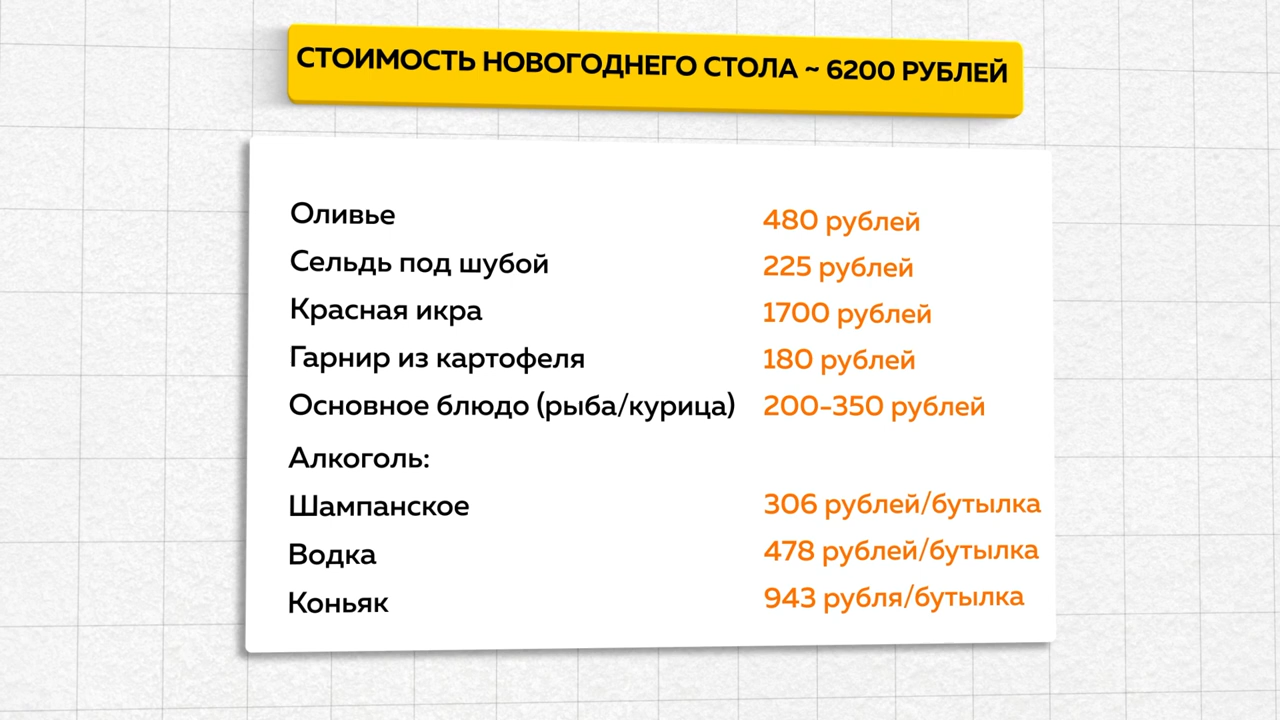 СТОИМОСТЬ НОВОГОДНЕГО СТОЛА ~ 6200 РУБЛЕЙ
Оливье 480 рублей
Сельдь под шубой 225 рублей
Красная икра 1700 рублей
Гарнир из картофеля 180 рублей
Основное блюдо (рыба/курица) 200-350 рублей
Алкоголь:
Шампанское 306 рублей/бутылка
Водка 478 рублей/бутылка
Коньяк 943 рубля/бутылка